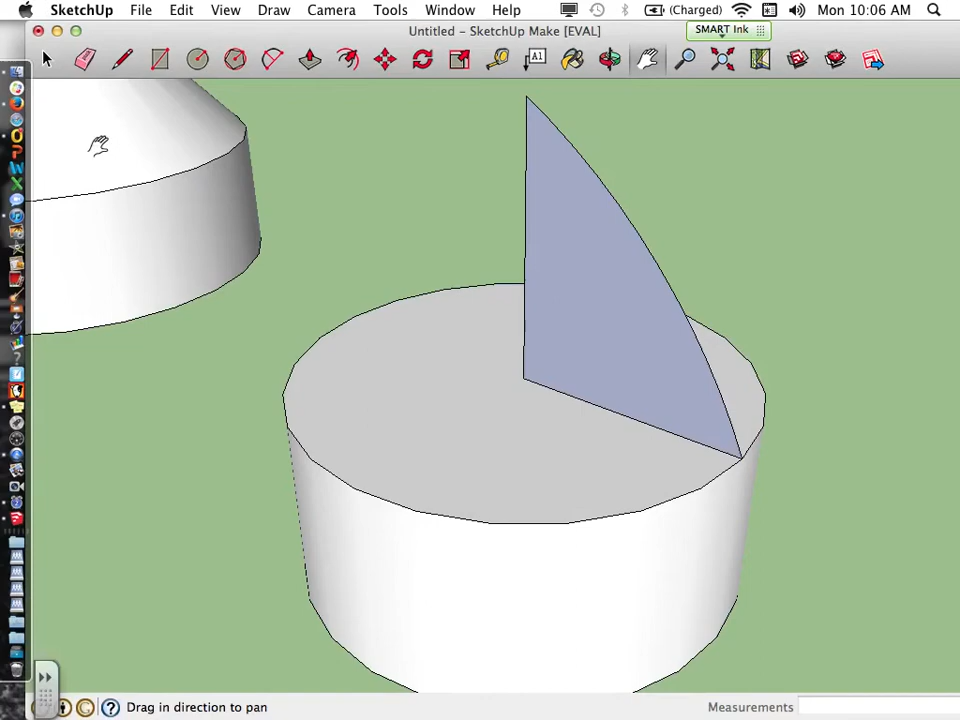 SketchUp File Edit View Draw Camera Tools Window Help (Charged) Mon 10:06 AM
Untitled – SketchUp Make [EVAL]
SMART Ink
A1
Drag in direction to pan
Measurements